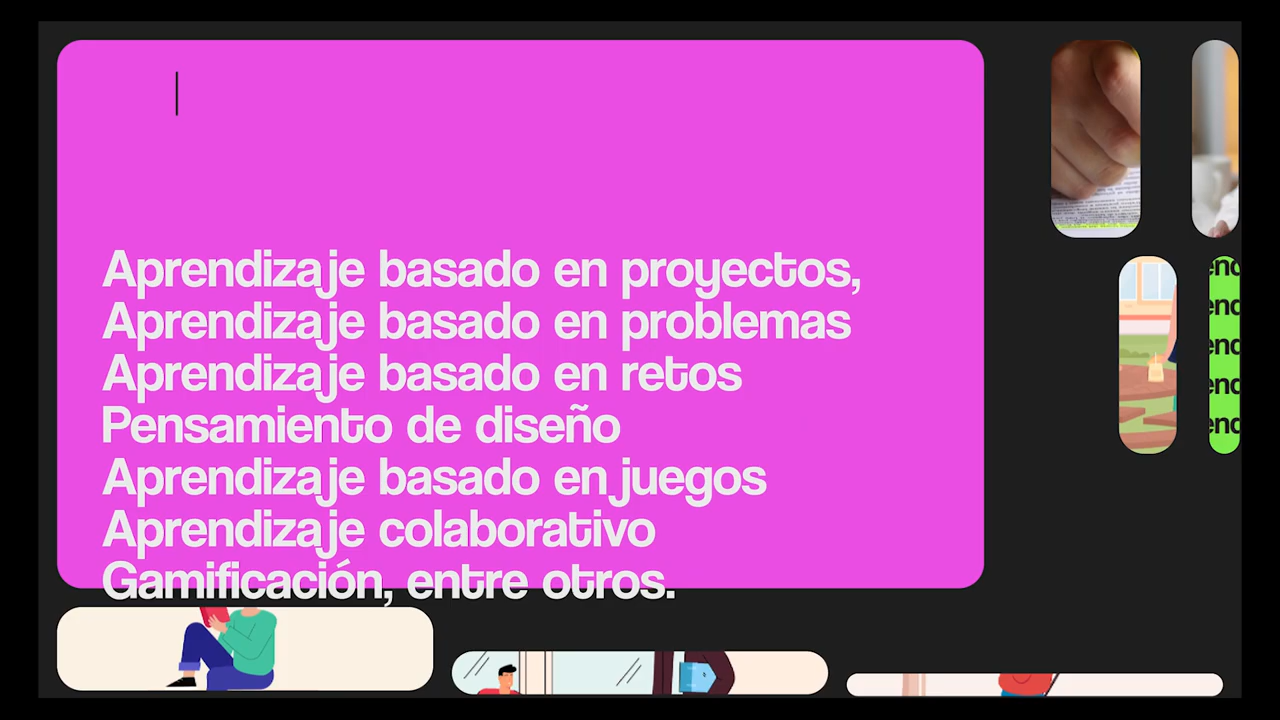 Aprendizaje basado en proyectos,
Aprendizaje basado en problemas
Aprendizaje basado en retos
Pensamiento de diseño
Aprendizaje basado en juegos
Aprendizaje colaborativo
Gamificación, entre otros.